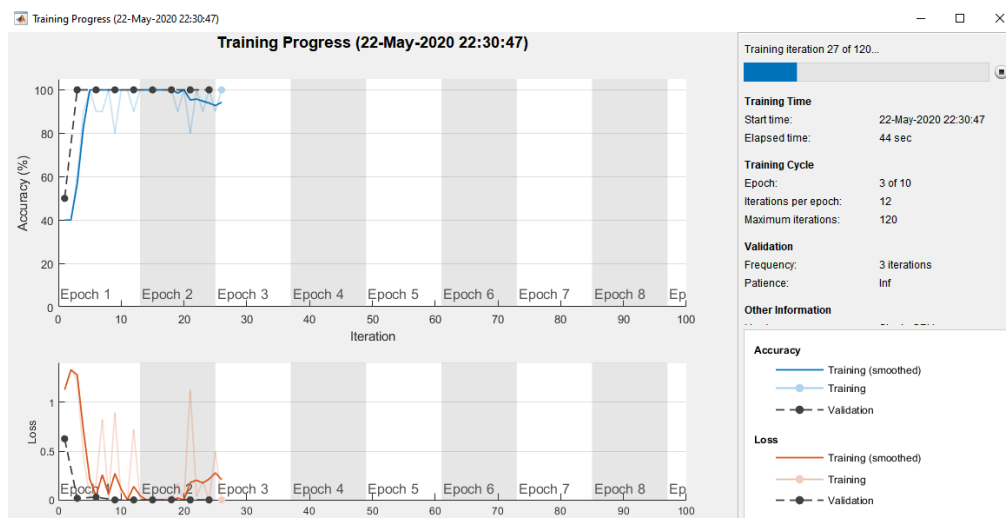 Training Progress (22-May-2020 22:30:47)
Training Progress (22-May-2020 22:30:47)
100
80
60
40
20
0
Accuracy (%)
Epoch 1 Epoch 2 Epoch 3 Epoch 4 Epoch 5 Epoch 6 Epoch 7 Epoch 8 Ep
0 10 20 30 40 50 60 70 80 90 100
Iteration
1
0.5
0
Loss
Epoch 1 Epoch 2 Epoch 3 Epoch 4 Epoch 5 Epoch 6 Epoch 7 Epoch 8 Ep
0 10 20 30 40 50 60 70 80 90 100
Training iteration 27 of 120...
Training Time
Start time: 22-May-2020 22:30:47
Elapsed time: 44 sec
Training Cycle
Epoch: 3 of 10
Iterations per epoch: 12
Maximum iterations: 120
Validation
Frequency: 3 iterations
Patience: Inf
Other Information
Accuracy
Training (smoothed)
Training
Validation
Loss
Training (smoothed)
Training
Validation